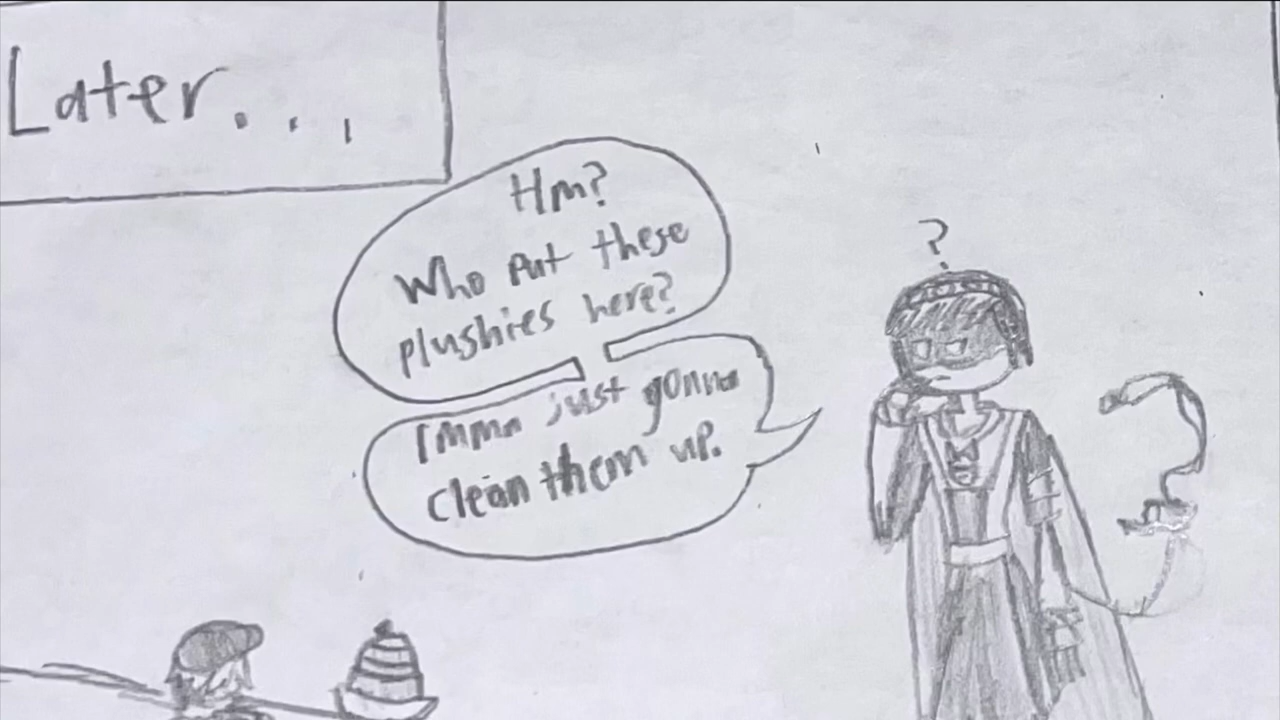 Later...
Hm?
Who put these
plushies here?
Imma just gonna
clean them up.
?